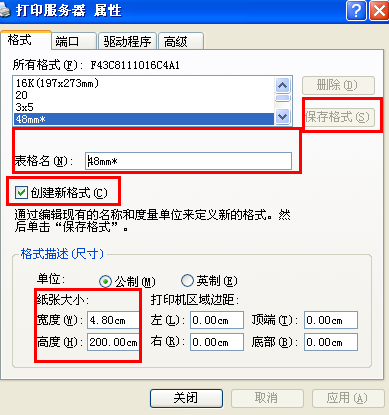 打印服务器 属性
格式 端口 驱动程序 高级
所有格式(F): F43C8111016C4A1
16K(197x273mm)
20
3x5
48mm*
删除(D)
保存格式(S)
表格名(N): 48mm*
创建新格式(C)
通过编辑现有的名称和度量单位来定义新的格式。然
后单击“保存格式”。
格式描述(尺寸)
单位: 公制(M) 英制(E)
纸张大小: 打印机区域边距:
宽度(W): 4.80cm 左(L): 0.00cm 顶端(T): 0.00cm
高度(H): 200.00cm 右(R): 0.00cm 底部(B): 0.00cm
关闭 取消 应用(A)